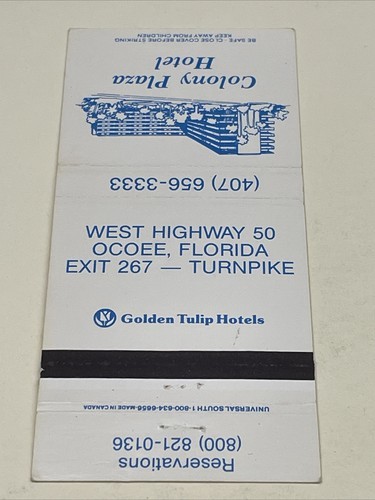 BE SAFE - CLOSE COVER BEFORE STRIKING
KEEP AWAY FROM CHILDREN
Colony Plaza
Hotel
(407) 656-3333
WEST HIGHWAY 50
OCOEE, FLORIDA
EXIT 267 — TURNPIKE
Golden Tulip Hotels
UNIVERSAL SOUTH 1-800-634-6656 MADE IN CANADA
Reservations
(800) 821-0136